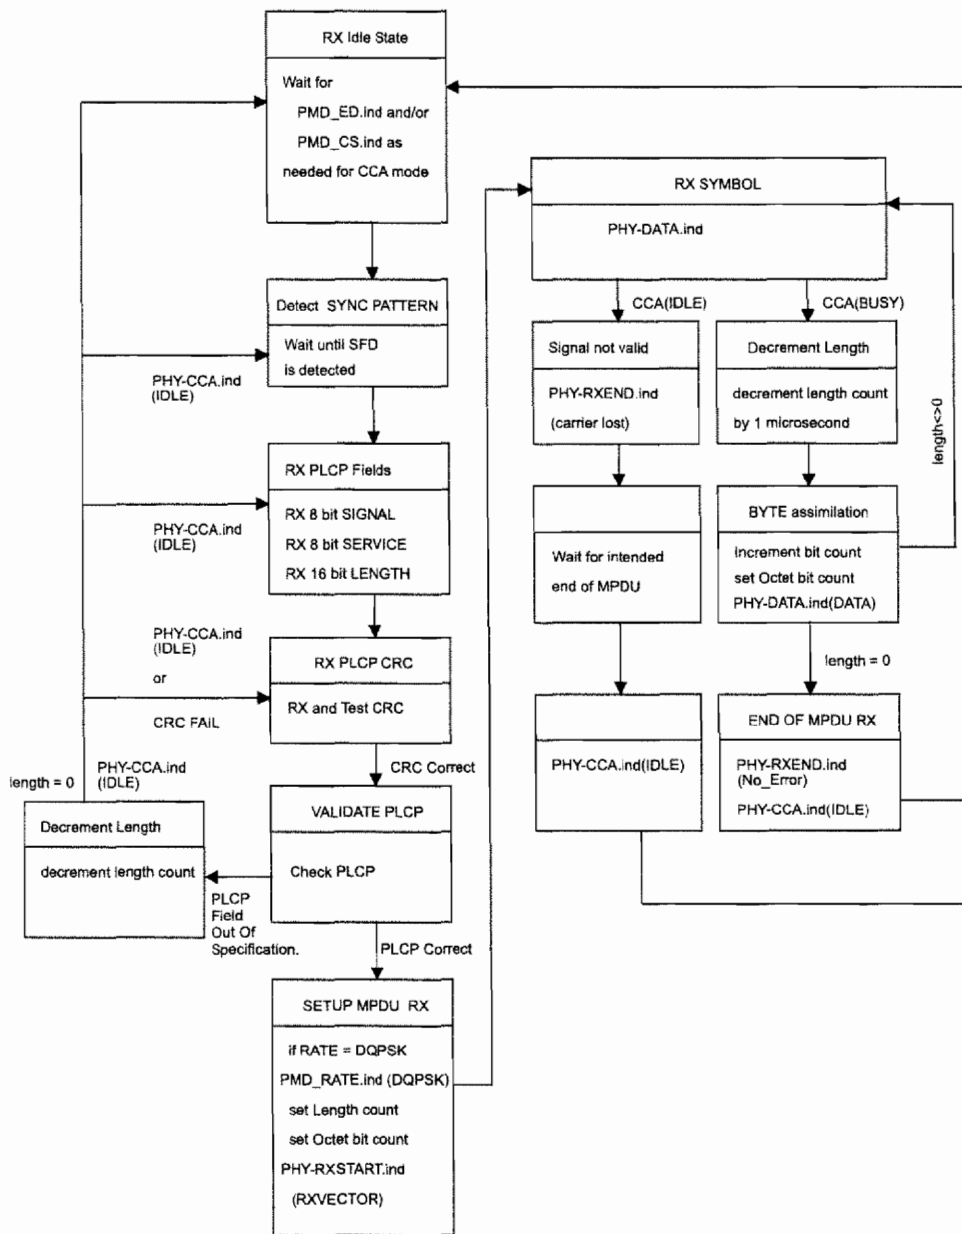 RX Idle State
Wait for
PMD_ED.ind and/or
PMD_CS.ind as
needed for CCA mode
Detect SYNC PATTERN
Wait until SFD
is detected
PHY-CCA.ind
(IDLE)
RX PLCP Fields
RX 8 bit SIGNAL
RX 8 bit SERVICE
RX 16 bit LENGTH
PHY-CCA.ind
(IDLE)
PHY-CCA.ind
(IDLE)
or
CRC FAIL
RX PLCP CRC
RX and Test CRC
CRC Correct
length = 0
PHY-CCA.ind
(IDLE)
Decrement Length
decrement length count
VALIDATE PLCP
Check PLCP
PLCP
Field
Out Of
Specification.
PLCP Correct
SETUP MPDU RX
if RATE = DQPSK
PMD_RATE.ind (DQPSK)
set Length count
set Octet bit count
PHY-RXSTART.ind
(RXVECTOR)
RX SYMBOL
PHY-DATA.ind
CCA(IDLE)
CCA(BUSY)
Signal not valid
PHY-RXEND.ind
(carrier lost)
Wait for intended
end of MPDU
PHY-CCA.ind(IDLE)
Decrement Length
decrement length count
by 1 microsecond
length<>0
BYTE assimilation
Increment bit count
set Octet bit count
PHY-DATA.ind(DATA)
length = 0
END OF MPDU RX
PHY-RXEND.ind
(No_Error)
PHY-CCA.ind(IDLE)